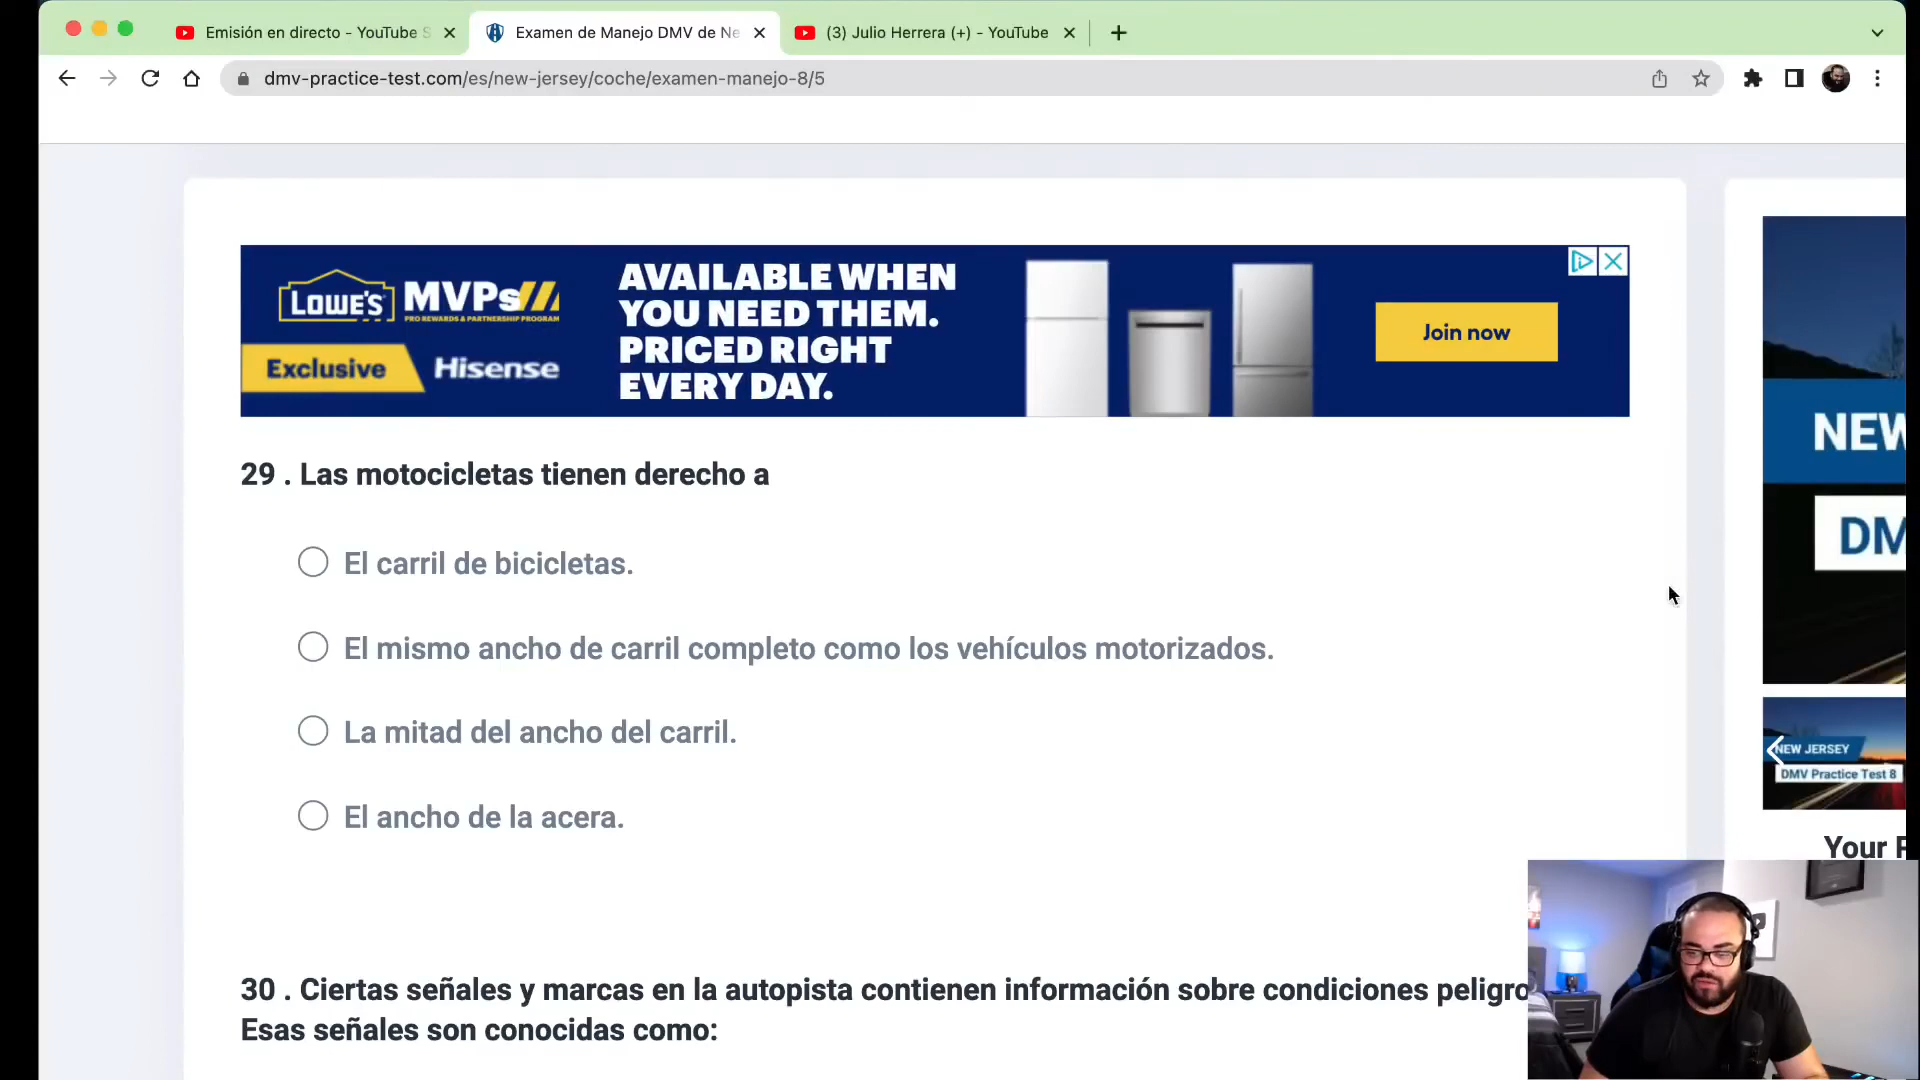 Emisión en directo - YouTube S
Examen de Manejo DMV de Ne
(3) Julio Herrera (+) - YouTube
dmv-practice-test.com/es/new-jersey/coche/examen-manejo-8/5
LOWE'S MVPs
PRO REWARDS & PARTNERSHIP PROGRAM
Exclusive Hisense
AVAILABLE WHEN
YOU NEED THEM.
PRICED RIGHT
EVERY DAY.
Join now
29 . Las motocicletas tienen derecho a
El carril de bicicletas.
El mismo ancho de carril completo como los vehículos motorizados.
La mitad del ancho del carril.
El ancho de la acera.
30 . Ciertas señales y marcas en la autopista contienen información sobre condiciones peligro
Esas señales son conocidas como:
NEW
DM
NEW JERSEY
DMV Practice Test 8
Your P